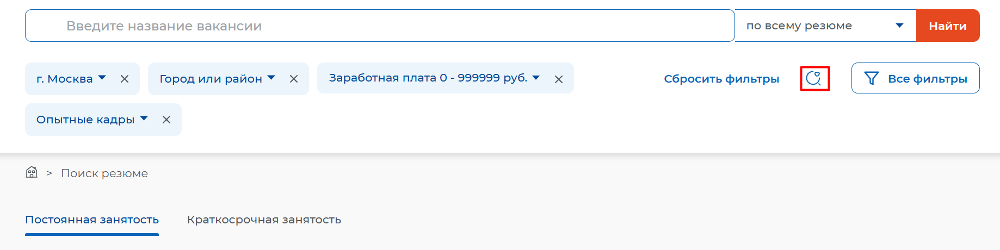 Введите название вакансии
по всему резюме
Найти
г. Москва
Город или район
Заработная плата 0 - 999999 руб.
Сбросить фильтры
Все фильтры
Опытные кадры
> Поиск резюме
Постоянная занятость
Краткосрочная занятость